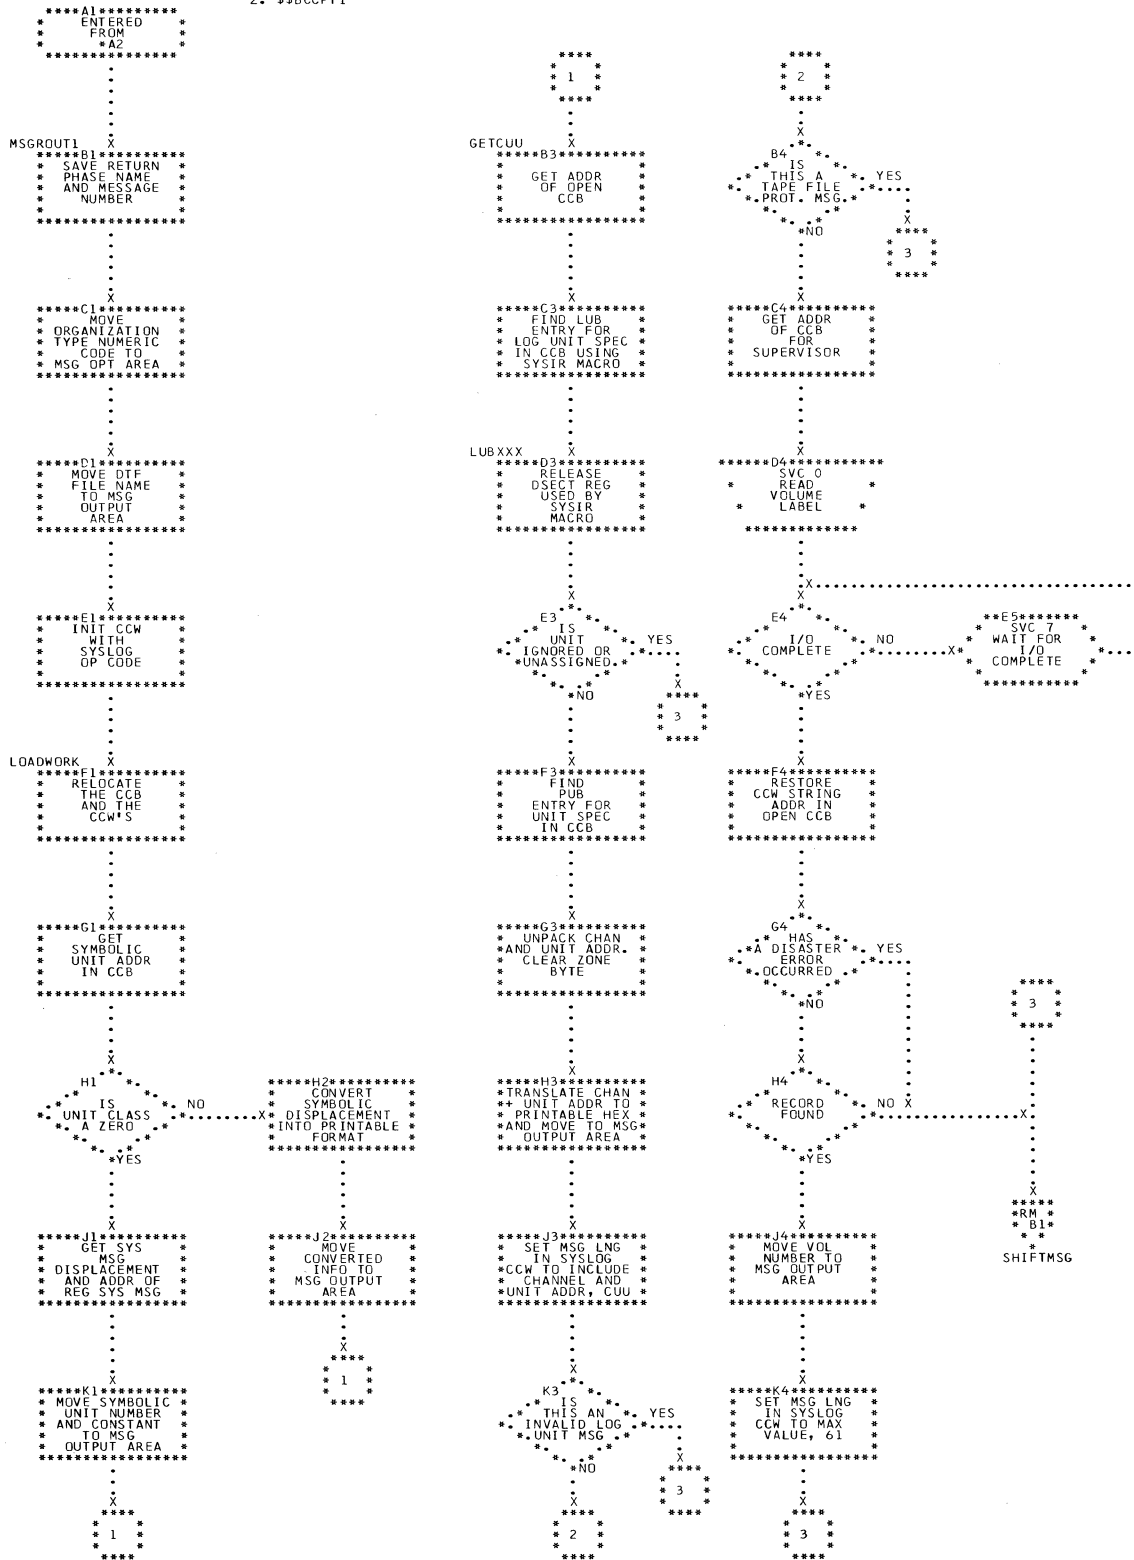 A1
ENTERED
FROM
*A2
MSGROUT1
B1
SAVE RETURN
PHASE NAME
AND MESSAGE
NUMBER
C1
MOVE
ORGANIZATION
TYPE NUMERIC
CODE TO
MSG OPT AREA
D1
MOVE DTF
FILE NAME
TO MSG
OUTPUT
AREA
E1
INIT CCW
WITH
SYSLOG
OP CODE
LOADWORK
F1
RELOCATE
THE CCB
AND THE
CCW'S
G1
GET
SYMBOLIC
UNIT ADDR
IN CCB
H1
IS
UNIT CLASS
A ZERO
NO
YES
H2
CONVERT
SYMBOLIC
DISPLACEMENT
INTO PRINTABLE
FORMAT
J1
GET SYS
MSG
DISPLACEMENT
AND ADDR OF
REG SYS MSG
J2
MOVE
CONVERTED
INFO TO
MSG OUTPUT
AREA
1
K1
MOVE SYMBOLIC
UNIT NUMBER
AND CONSTANT
TO MSG
OUTPUT AREA
1
1
GETCUU
B3
GET ADDR
OF OPEN
CCB
C3
FIND LUB
ENTRY FOR
LOG UNIT SPEC
IN CCB USING
SYSIR MACRO
LUBXXX
D3
RELEASE
DSECT REG
USED BY
SYSIR
MACRO
E3
IS
UNIT
IGNORED OR
UNASSIGNED
YES
NO
3
F3
FIND
PUB
ENTRY FOR
UNIT SPEC
IN CCB
G3
UNPACK CHAN
AND UNIT ADDR.
CLEAR ZONE
BYTE
H3
TRANSLATE CHAN
+ UNIT ADDR TO
PRINTABLE HEX
AND MOVE TO MSG
OUTPUT AREA
J3
SET MSG LNG
IN SYSLOG
CCW TO INCLUDE
CHANNEL AND
UNIT ADDR, CUU
K3
IS
THIS AN
INVALID LOG
UNIT MSG
YES
NO
3
2
2
B4
IS
THIS A
TAPE FILE
PROT. MSG
YES
NO
3
C4
GET ADDR
OF CCB
FOR
SUPERVISOR
D4
SVC 0
READ
VOLUME
LABEL
E4
I/O
COMPLETE
NO
YES
E5
SVC 7
WAIT FOR
I/O
COMPLETE
F4
RESTORE
CCW STRING
ADDR IN
OPEN CCB
G4
HAS
A DISASTER
ERROR
OCCURRED
YES
NO
3
H4
RECORD
FOUND
NO
YES
RM
B1
SHIFTMSG
J4
MOVE VOL
NUMBER TO
MSG OUTPUT
AREA
K4
SET MSG LNG
IN SYSLOG
CCW TO MAX
VALUE, 61
3